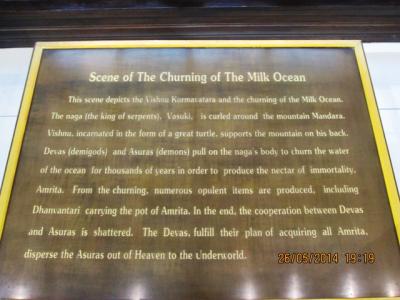 Scene of The Churning of The Milk Ocean
This scene depicts the Vishnu Kurmavatara and the churning of the Milk Ocean.
The naga (the king of serpents), Vasuki, is curled around the mountain Mandara.
Vishnu, incarnated in the form of a great turtle, supports the mountain on his back.
Devas (demigods) and Asuras (demons) pull on the naga's body to churn the
water of the ocean for thousands of years in order to produce the nectar of immortality,
Amrita. From the churning, numerous opulent items are produced, including
Dhanvantari carrying the pot of Amrita. In the end, the cooperation between Devas
and Asuras is shattered. The Devas, fulfill their plan of acquiring all Amrita,
disperse the Asuras out of Heaven to the Underworld.
26/05/2014 19:19